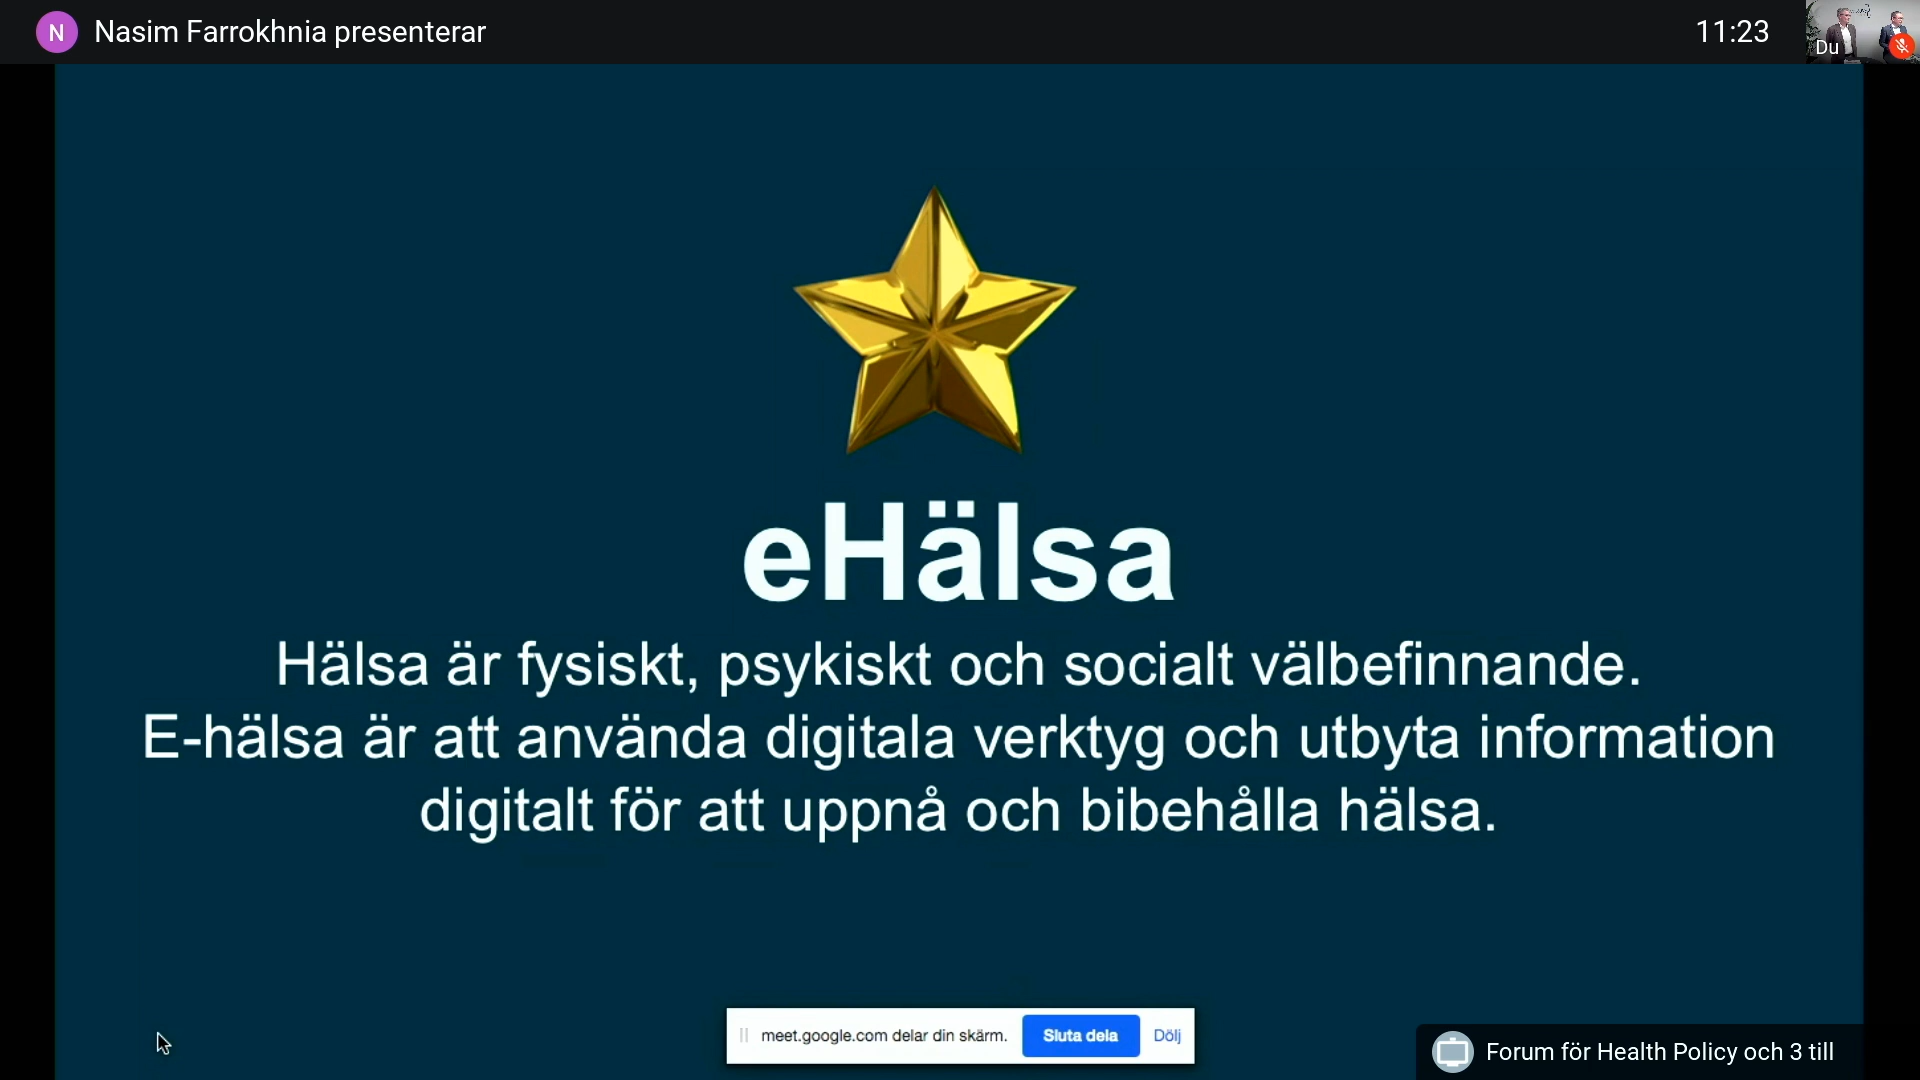 N
Nasim Farrokhnia presenterar
11:23
Du
eHälsa
Hälsa är fysiskt, psykiskt och socialt välbefinnande.
E-hälsa är att använda digitala verktyg och utbyta information
digitalt för att uppnå och bibehålla hälsa.
meet.google.com delar din skärm.
Sluta dela
Dölj
Forum för Health Policy och 3 till